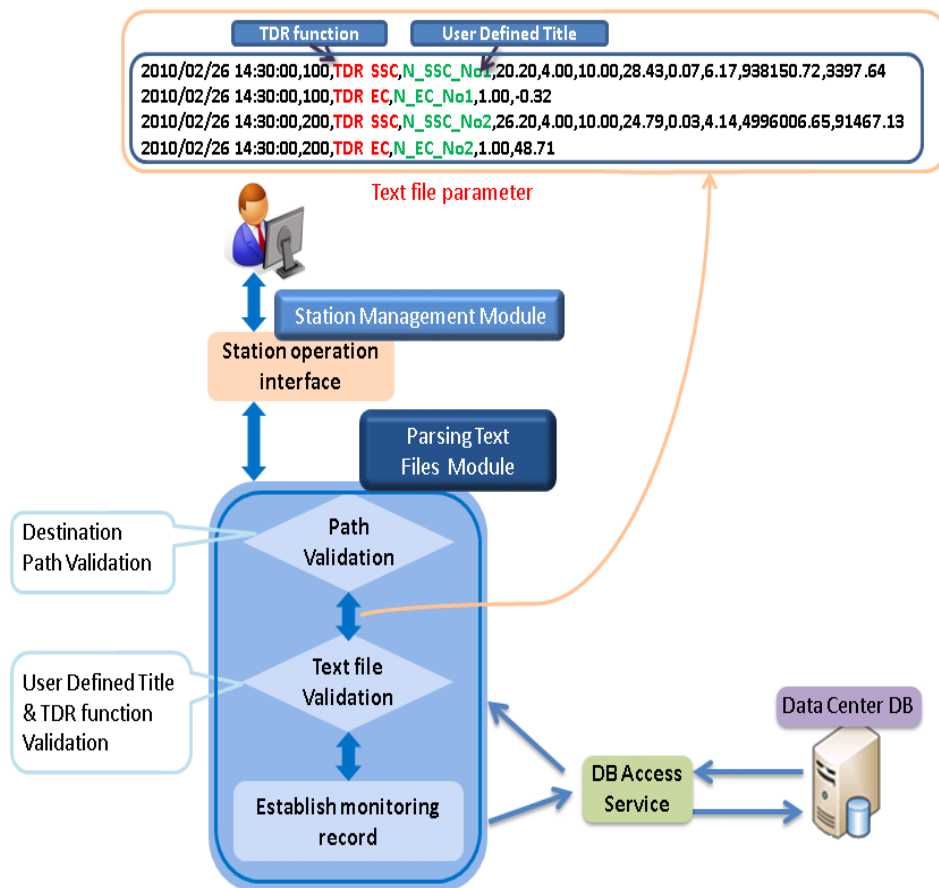 TDR function
User Defined Title
2010/02/26 14:30:00,100,TDR SSC,N_SSC_No1,20.20,4.00,10.00,28.43,0.07,6.17,938150.72,3397.64
2010/02/26 14:30:00,100,TDR EC,N_EC_No1,1.00,-0.32
2010/02/26 14:30:00,200,TDR SSC,N_SSC_No2,26.20,4.00,10.00,24.79,0.03,4.14,4996006.65,91467.13
2010/02/26 14:30:00,200,TDR EC,N_EC_No2,1.00,48.71
Text file parameter
Station Management Module
Station operation
interface
Parsing Text
Files Module
Destination
Path Validation
Path
Validation
User Defined Title
& TDR function
Validation
Text file
Validation
Establish monitoring
record
DB Access
Service
Data Center DB